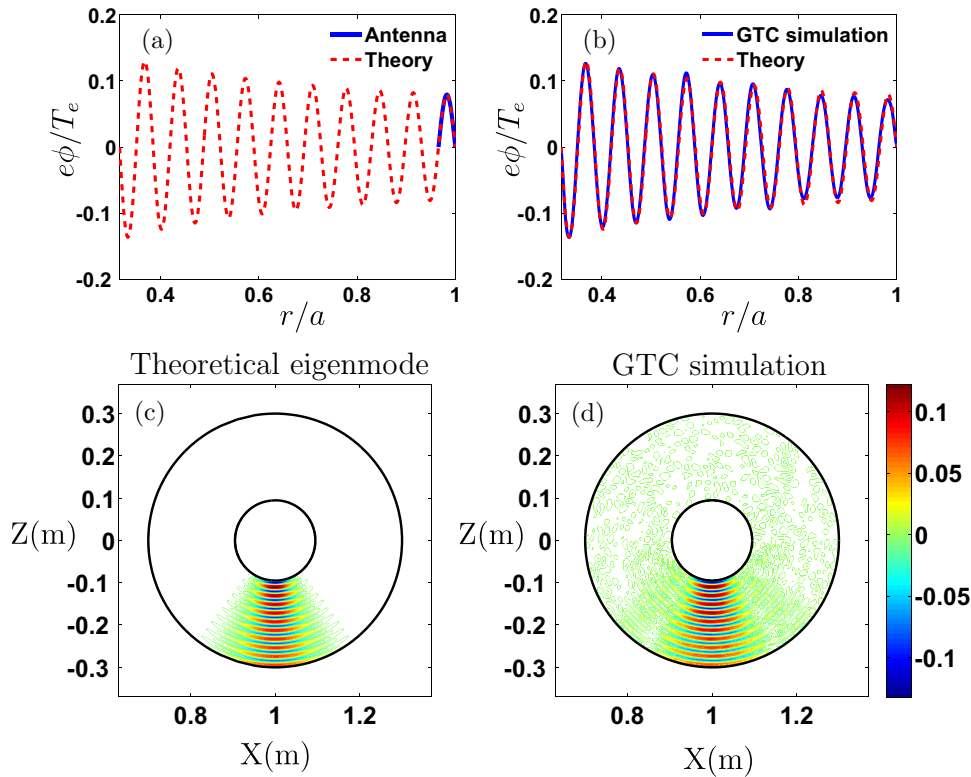 (a)
Antenna
Theory
0.2
0.1
0
-0.1
-0.2
eϕ/T_e
0.4
0.6
0.8
1
r/a
(b)
GTC simulation
Theory
0.2
0.1
0
-0.1
-0.2
eϕ/T_e
0.4
0.6
0.8
1
r/a
Theoretical eigenmode
(c)
0.3
0.2
0.1
0
-0.1
-0.2
-0.3
Z(m)
0.8
1
1.2
X(m)
GTC simulation
(d)
0.3
0.2
0.1
0
-0.1
-0.2
-0.3
Z(m)
0.8
1
1.2
X(m)
0.1
0.05
0
-0.05
-0.1